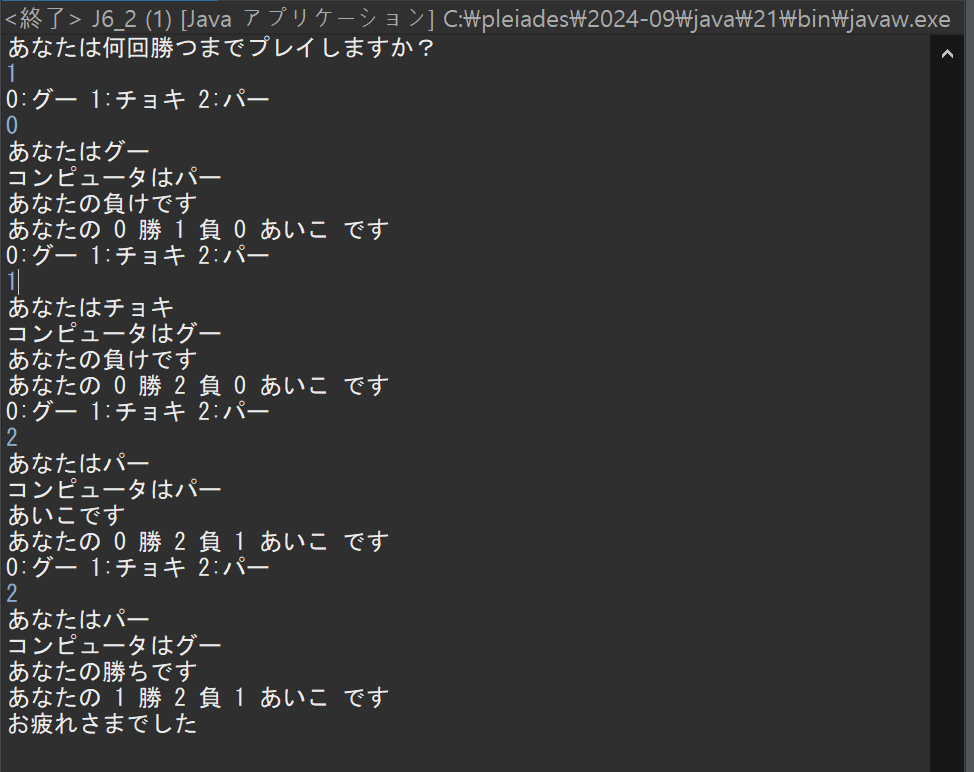 <終了> J6_2 (1) [Java アプリケーション] C:₩pleiades₩2024-09₩java₩21₩bin₩javaw.exe
あなたは何回勝つまでプレイしますか？
1
0:グー 1:チョキ 2:パー
0
あなたはグー
コンピュータはパー
あなたの負けです
あなたの 0 勝 1 負 0 あいこ です
0:グー 1:チョキ 2:パー
1
あなたはチョキ
コンピュータはグー
あなたの負けです
あなたの 0 勝 2 負 0 あいこ です
0:グー 1:チョキ 2:パー
2
あなたはパー
コンピュータはパー
あいこです
あなたの 0 勝 2 負 1 あいこ です
0:グー 1:チョキ 2:パー
2
あなたはパー
コンピュータはグー
あなたの勝ちです
あなたの 1 勝 2 負 1 あいこ です
お疲れさまでした